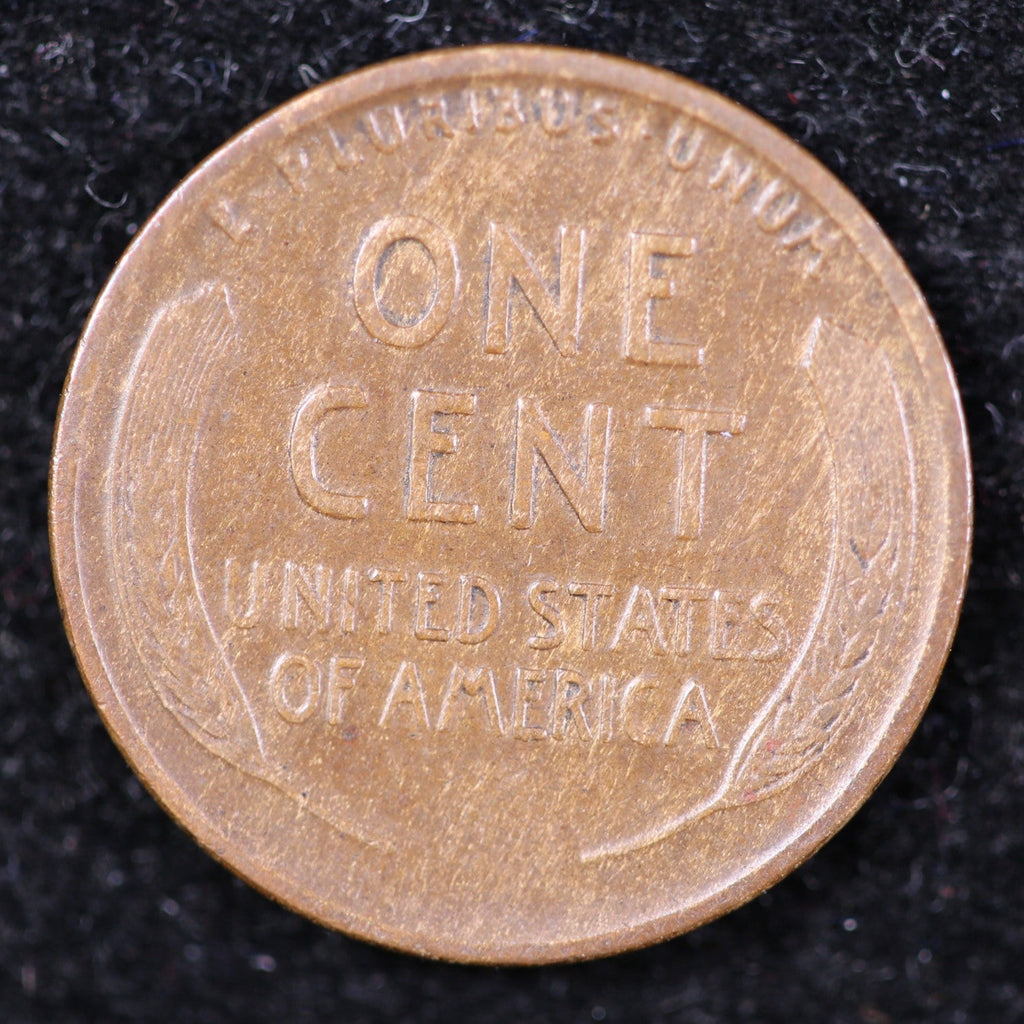 E PLURIBUS UNUM
ONE
CENT
UNITED STATES
OF AMERICA